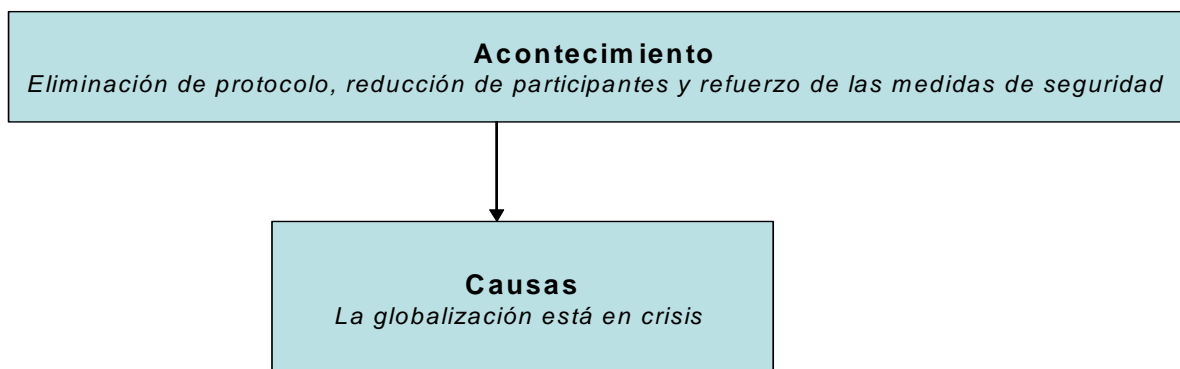 Acontecimiento
Eliminación de protocolo, reducción de participantes y refuerzo de las medidas de seguridad
Causas
La globalización está en crisis